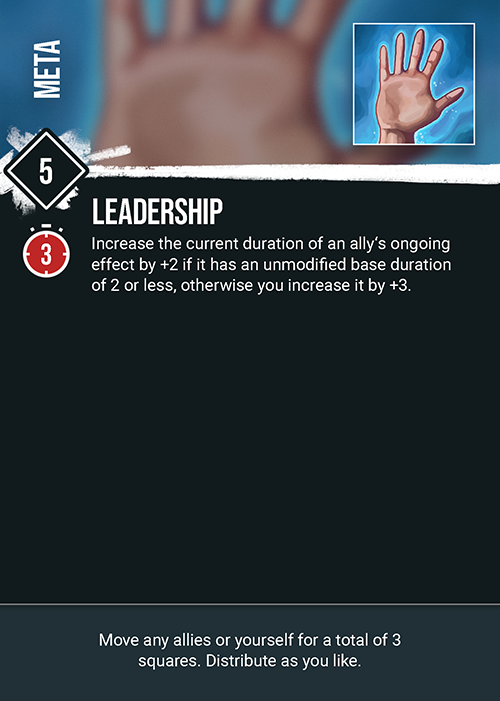 META
5
LEADERSHIP
3
Increase the current duration of an ally‘s ongoing
effect by +2 if it has an unmodified base duration
of 2 or less, otherwise you increase it by +3.
Move any allies or yourself for a total of 3
squares. Distribute as you like.